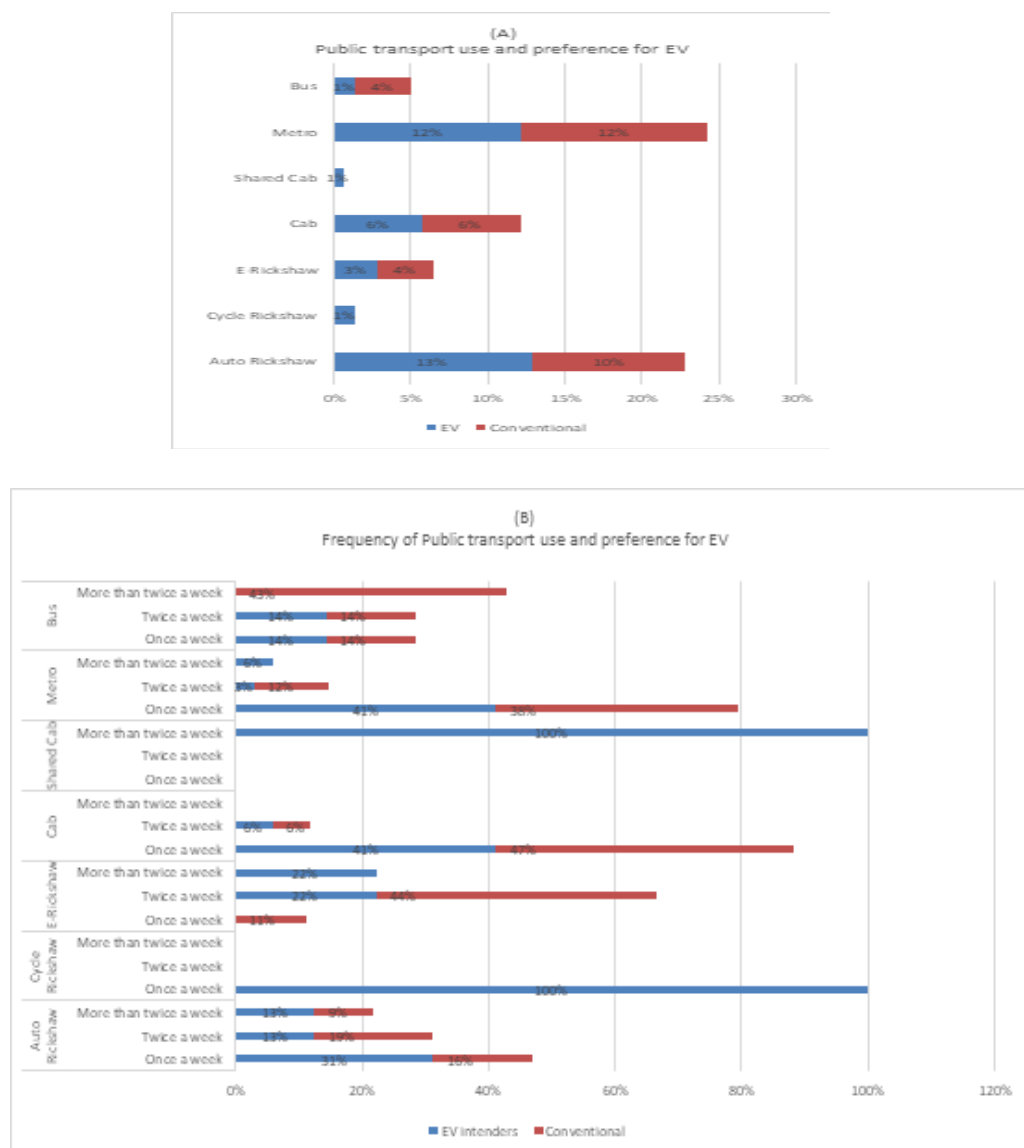 (A)
Public transport use and preference for EV
Bus
1% 4%
Metro
12% 12%
Shared Cab
1%
Cab
6% 6%
E-Rickshaw
3% 4%
Cycle Rickshaw
1%
Auto Rickshaw
13% 10%
0% 5% 10% 15% 20% 25% 30%
EV Conventional
(B)
Frequency of Public transport use and preference for EV
Bus
More than twice a week 43%
Twice a week 14% 14%
Once a week 14% 14%
Metro
More than twice a week 6%
Twice a week 3% 12%
Once a week 41% 38%
Shared Cab
More than twice a week 100%
Twice a week
Once a week
Cab
More than twice a week
Twice a week 6% 6%
Once a week 41% 47%
E-Rickshaw
More than twice a week 22%
Twice a week 22% 44%
Once a week 11%
Cycle
Rickshaw
More than twice a week
Twice a week
Once a week 100%
Auto
Rickshaw
More than twice a week 13% 9%
Twice a week 13% 19%
Once a week 31% 16%
0% 20% 40% 60% 80% 100% 120%
EV intenders Conventional